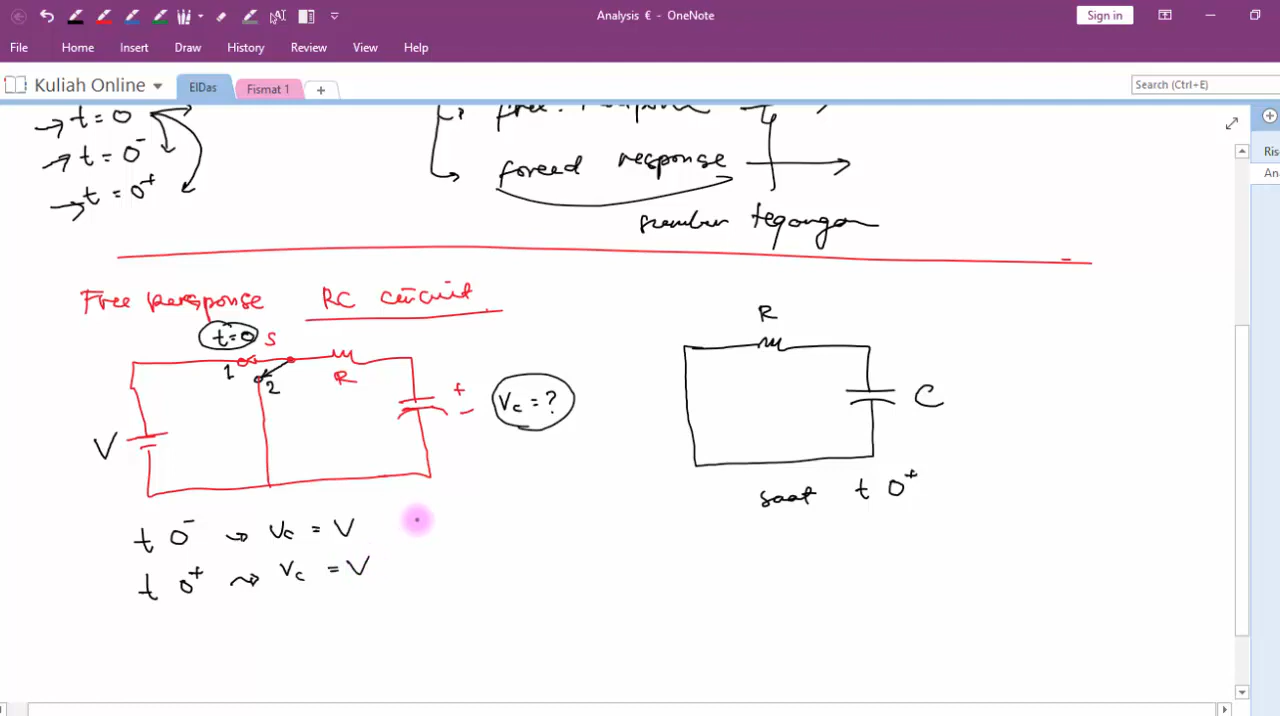 Analysis € - OneNote
Sign in
File Home Insert Draw History Review View Help
Kuliah Online ElDas Fismat 1 +
Search (Ctrl+E)
t = 0
t = 0⁻
t = 0⁺
forced response
sumber tegangan
Ris
An
Free response RC circuit
t=0 S
1
2
R
V
+
-
Vc = ?
R
C
saat t 0⁺
t 0⁻ → Vc = V
t 0⁺ → Vc = V